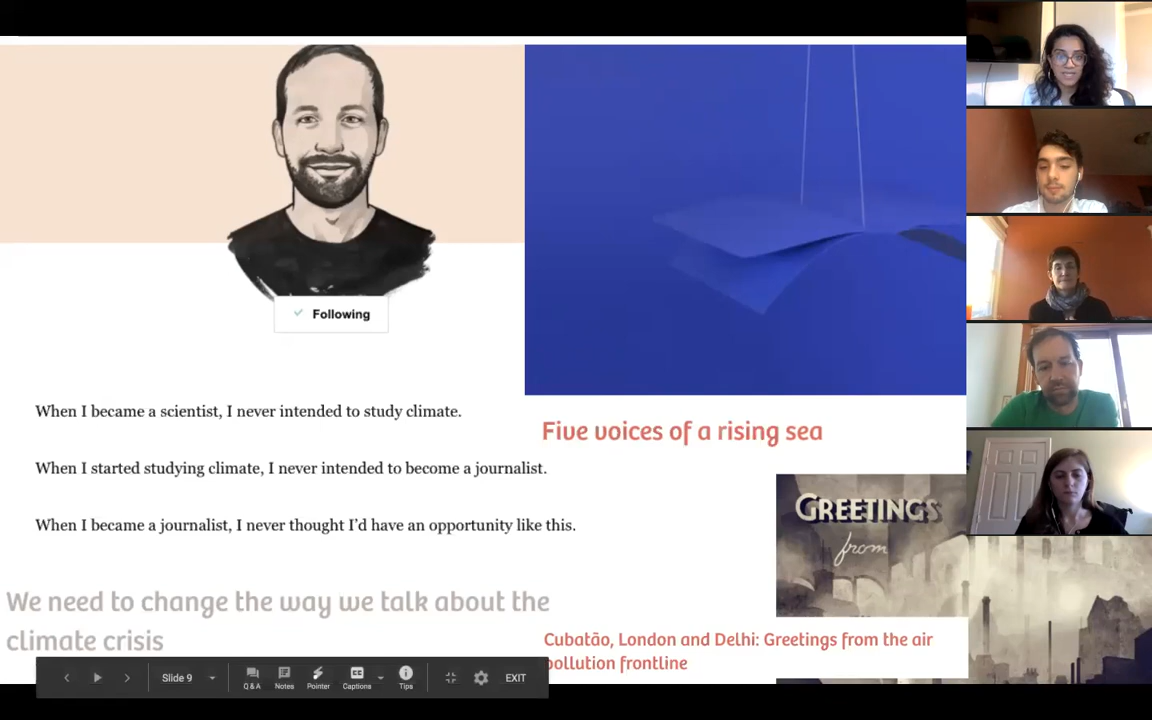 Following
When I became a scientist, I never intended to study climate.
When I started studying climate, I never intended to become a journalist.
When I became a journalist, I never thought I’d have an opportunity like this.
We need to change the way we talk about the
climate crisis
Five voices of a rising sea
GREETINGS
from
Cubatão, London and Delhi: Greetings from the air
pollution frontline
Slide 9
Q & A
Notes
Pointer
CC
Captions
Tips
EXIT